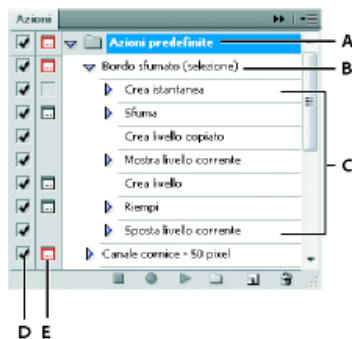 Azioni
Azioni predefinite
A
Bordo sfumato (selezione)
B
Crea istantanea
Sfuma
Crea livello copiato
Mostra livello corrente
C
Crea livello
Riempi
Sposta livello corrente
Canale cornice - 50 pixel
D E